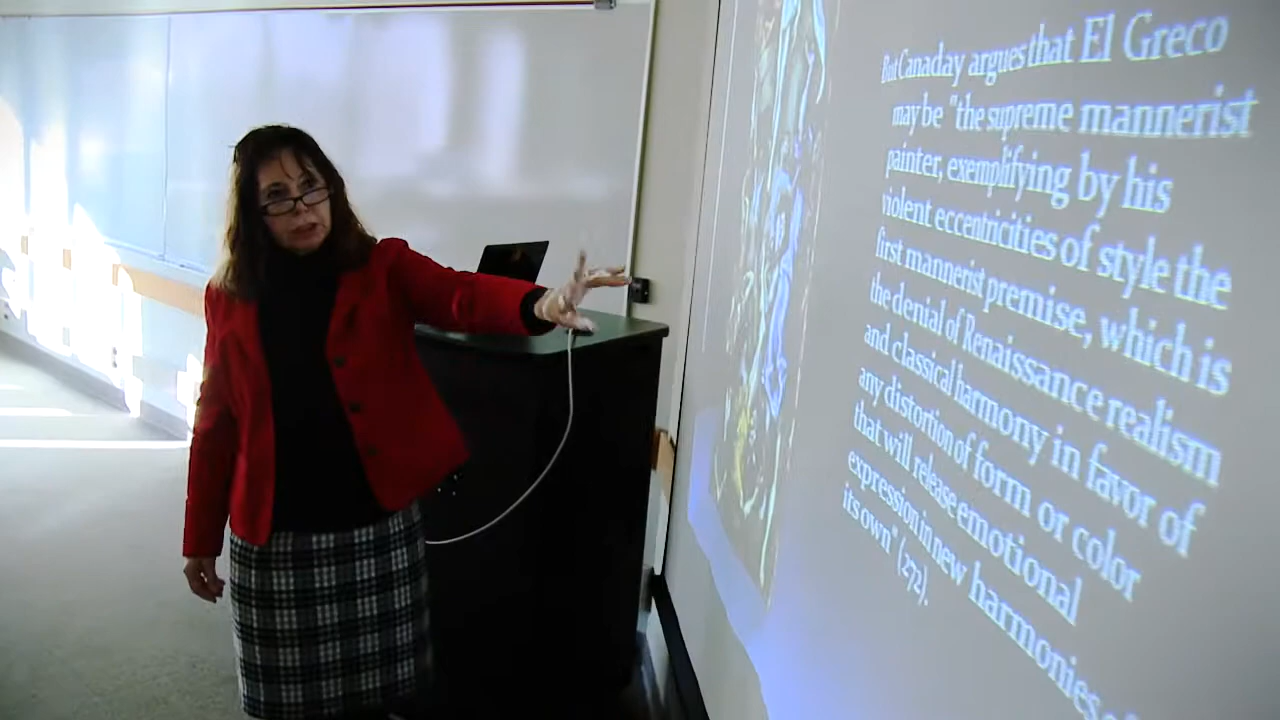 But Canaday argues that El Greco
may be "the supreme mannerist
painter, exemplifying by his
violent eccentricities of style the
first mannerist premise, which is
the denial of Renaissance realism
and classical harmony in favor of
any distortion of form or color
that will release emotional
expression in new harmonies
its own" (272).